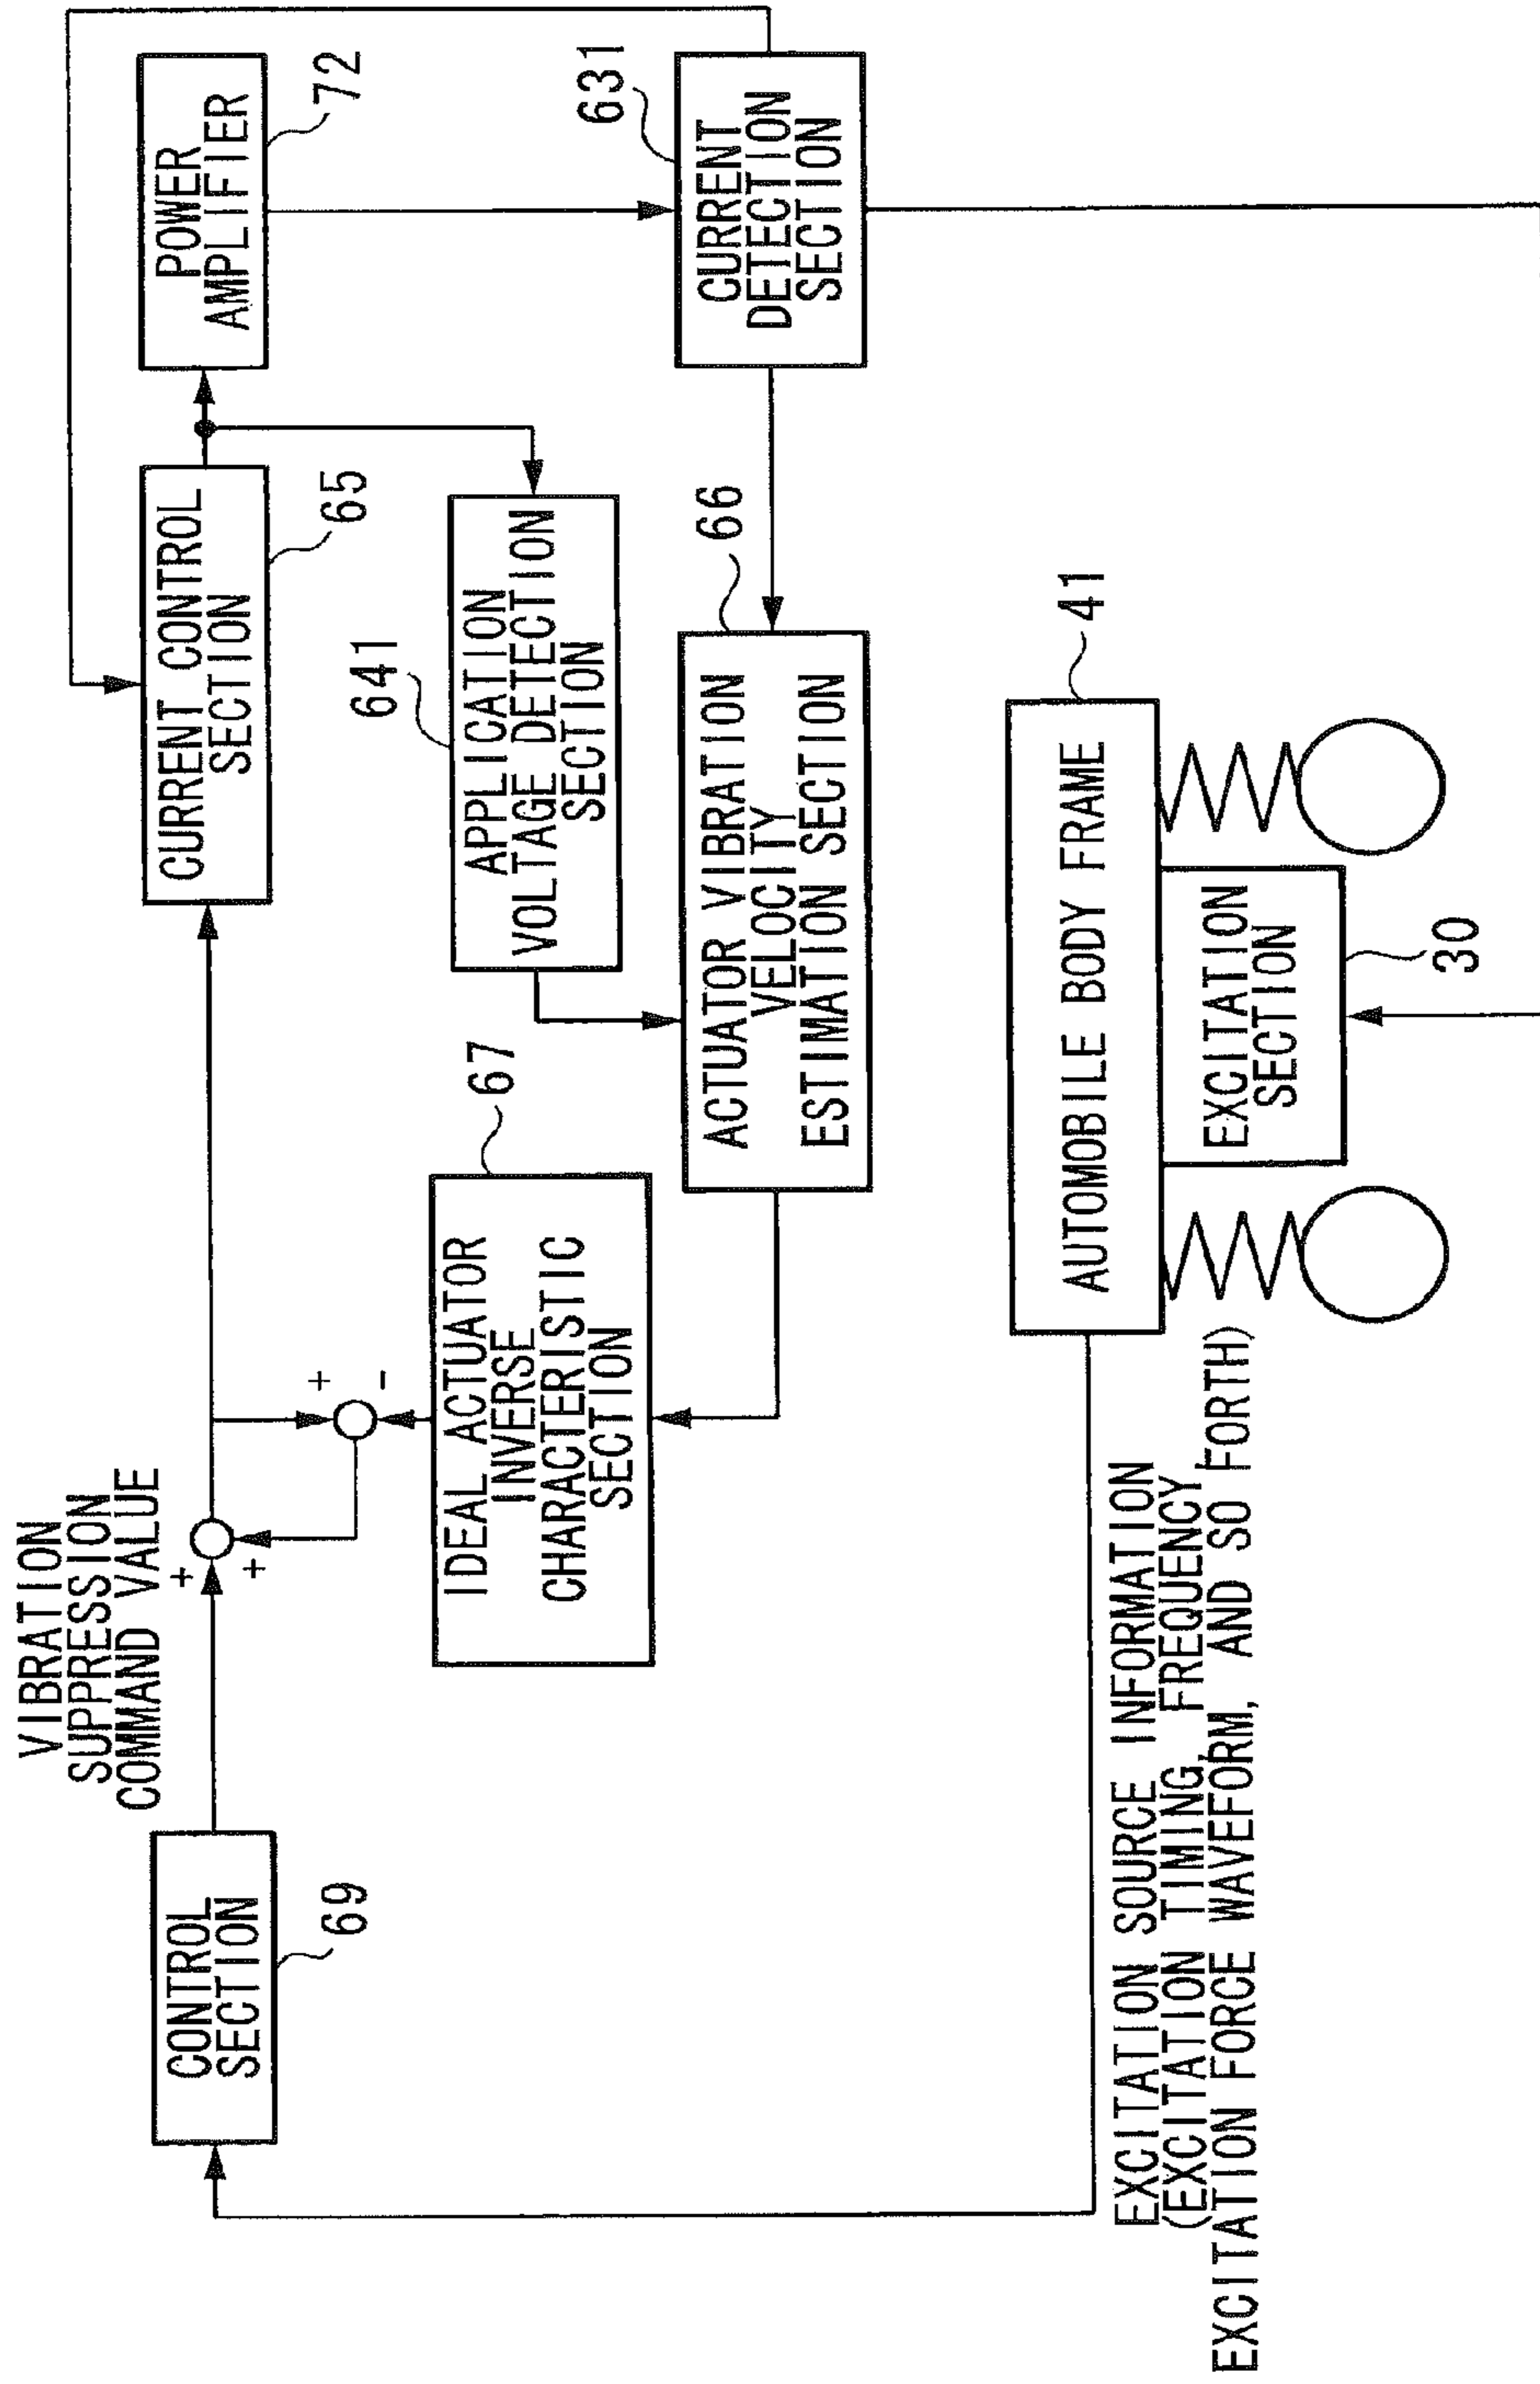 VIBRATION
SUPPRESSION
COMMAND VALUE
CONTROL
SECTION
69
+
+
+
-
CURRENT CONTROL
SECTION
65
POWER
AMPLIFIER
72
IDEAL ACTUATOR
INVERSE
CHARACTERISTIC
SECTION
67
641
APPLICATION
VOLTAGE DETECTION
SECTION
66
ACTUATOR VIBRATION
VELOCITY
ESTIMATION SECTION
631
CURRENT
DETECTION
SECTION
41
AUTOMOBILE BODY FRAME
EXCITATION
SECTION
30
EXCITATION SOURCE INFORMATION
(EXCITATION TIMING, FREQUENCY,
EXCITATION FORCE WAVEFORM, AND SO FORTH)